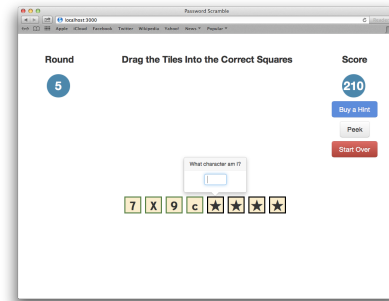 Password Scramble
localhost:3000
Apple iCloud Facebook Twitter Wikipedia Yahoo! News Popular
Round Drag the Tiles Into the Correct Squares Score
5 210
Buy a Hint
Peek
Start Over
What character am I?
7 X 9 c